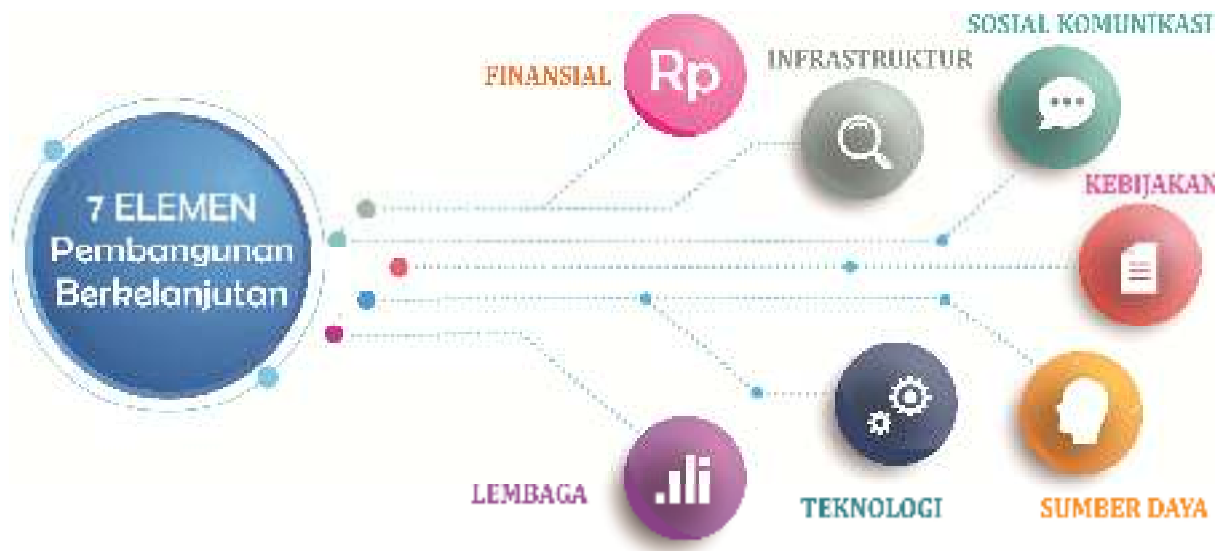 SOSIAL KOMUNIKASI
FINANSIAL
Rp
INFRASTRUKTUR
KEBIJAKAN
7 ELEMEN
Pembangunan
Berkelanjutan
LEMBAGA
TEKNOLOGI
SUMBER DAYA